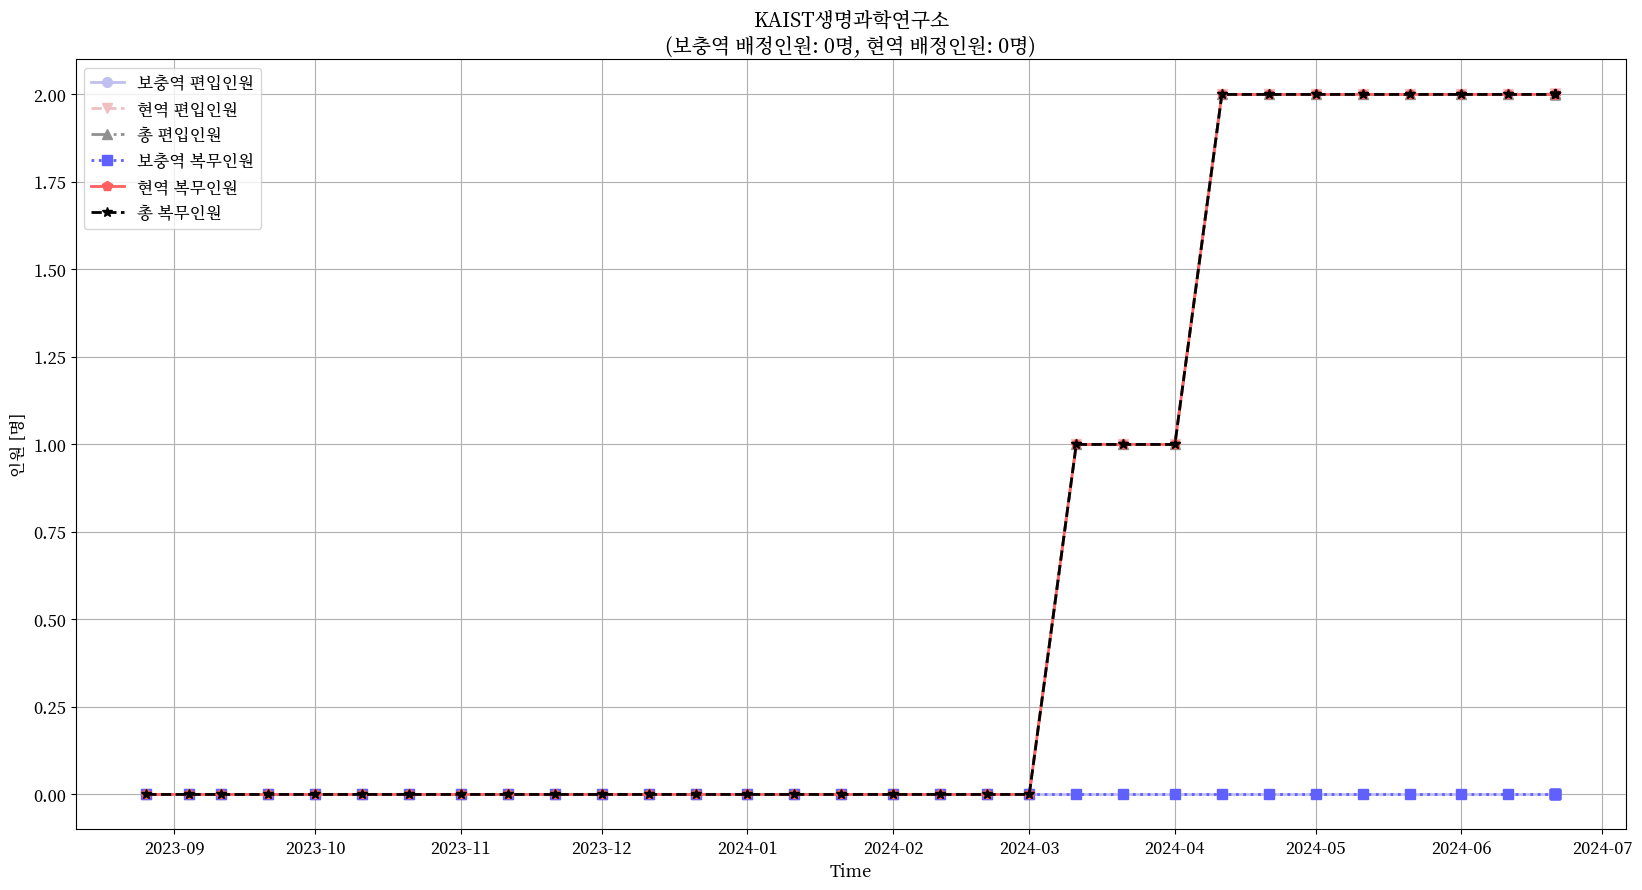 KAIST생명과학연구소
(보충역 배정인원: 0명, 현역 배정인원: 0명)
보충역 편입인원
현역 편입인원
총 편입인원
보충역 복무인원
현역 복무인원
총 복무인원
2.00
1.75
1.50
1.25
1.00
0.75
0.50
0.25
0.00
인원 [명]
2023-09 2023-10 2023-11 2023-12 2024-01 2024-02 2024-03 2024-04 2024-05 2024-06 2024-07
Time